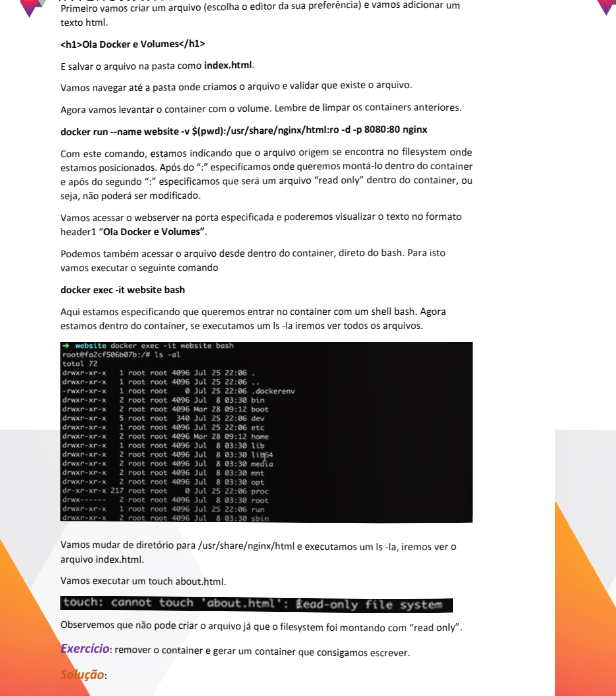 Primeiro vamos criar um arquivo (escolha o editor da sua preferência) e vamos adicionar um
texto html.
<h1>Ola Docker e Volumes</h1>
E salvar o arquivo na pasta como index.html.
Vamos navegar até a pasta onde criamos o arquivo e validar que existe o arquivo.
Agora vamos levantar o container com o volume. Lembre de limpar os containers anteriores.
docker run --name website -v $(pwd):/usr/share/nginx/html:ro -d -p 8080:80 nginx
Com este comando, estamos indicando que o arquivo origem se encontra no filesystem onde
estamos posicionados. Após do ":" especificamos onde queremos montá-lo dentro do container
e após do segundo ":" especificamos que será um arquivo "read only" dentro do container, ou
seja, não poderá ser modificado.
Vamos acessar o webserver na porta especificada e poderemos visualizar o texto no formato
header1 "Ola Docker e Volumes".
Podemos também acessar o arquivo desde dentro do container, direto do bash. Para isto
vamos executar o seguinte comando
docker exec -it website bash
Aqui estamos especificando que queremos entrar no container com um shell bash. Agora
estamos dentro do container, se executamos um ls -la iremos ver todos os arquivos.
➜ website docker exec -it website bash
root@fa2cf506b07b:/# ls -al
total 72
drwxr-xr-x 1 root root 4096 Jul 25 22:06 .
drwxr-xr-x 1 root root 4096 Jul 25 22:06 ..
-rwxr-xr-x 1 root root 0 Jul 25 22:06 .dockerenv
drwxr-xr-x 2 root root 4096 Jul 8 03:30 bin
drwxr-xr-x 2 root root 4096 Mar 28 09:12 boot
drwxr-xr-x 5 root root 340 Jul 25 22:06 dev
drwxr-xr-x 1 root root 4096 Jul 25 22:06 etc
drwxr-xr-x 2 root root 4096 Mar 28 09:12 home
drwxr-xr-x 1 root root 4096 Jul 8 03:30 lib
drwxr-xr-x 2 root root 4096 Jul 8 03:30 lib64
drwxr-xr-x 2 root root 4096 Jul 8 03:30 media
drwxr-xr-x 2 root root 4096 Jul 8 03:30 mnt
drwxr-xr-x 2 root root 4096 Jul 8 03:30 opt
dr-xr-xr-x 217 root root 0 Jul 25 22:06 proc
drwx------ 2 root root 4096 Jul 8 03:30 root
drwxr-xr-x 1 root root 4096 Jul 25 22:06 run
drwxr-xr-x 2 root root 4096 Jul 8 03:30 sbin
Vamos mudar de diretório para /usr/share/nginx/html e executamos um ls -la, iremos ver o
arquivo index.html.
Vamos executar um touch about.html.
touch: cannot touch 'about.html': Read-only file system
Observemos que não pode criar o arquivo já que o filesystem foi montando com "read only".
Exercício: remover o container e gerar um container que consigamos escrever.
Solução: